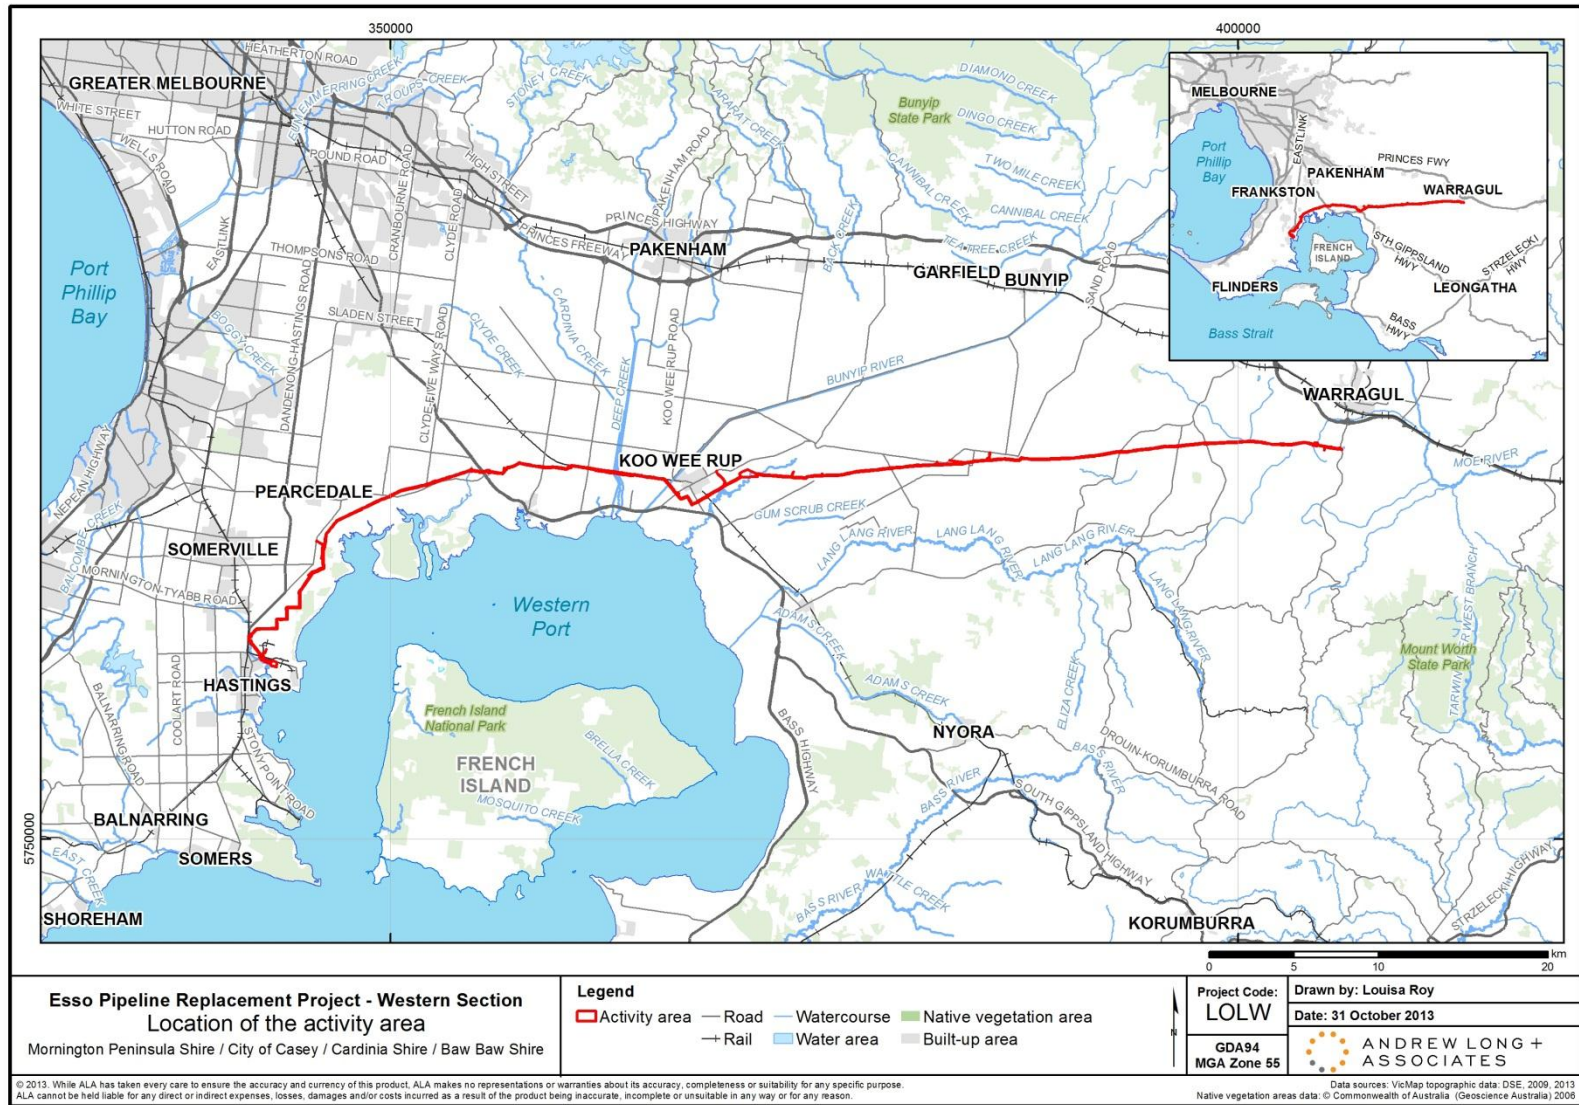 350000
400000
HEATHERTON ROAD
GREATER MELBOURNE
EUMEMMERRING CREEK
TROUPS CREEK
STONEY CREEK
WHITE STREET
HUTTON ROAD
WELLS ROAD
POUND ROAD
HIGH STREET
CRANBOURNE ROAD
CLYDE ROAD
PAKENHAM ROAD
ARARAT CREEK
Bunyip
State Park
DIAMOND CREEK
DINGO CREEK
TWO MILE CREEK
CANNIBAL CREEK
CANNIBAL CREEK
TEA TREE CREEK
BACK CREEK
PRINCES HIGHWAY
PRINCES FREEWAY
PAKENHAM
GARFIELD
BUNYIP
SAND ROAD
EASTLINK
THOMPSONS ROAD
DANDENONG-HASTINGS ROAD
Port
Phillip
Bay
BOGGY CREEK
SLADEN STREET
CLYDE-FIVE WAYS ROAD
CLYDE CREEK
CARDINIA CREEK
DEEP CREEK
KOO WEE RUP ROAD
BUNYIP RIVER
MELBOURNE
EASTLINK
Port
Phillip
Bay
PRINCES FWY
PAKENHAM
FRANKSTON
WARRAGUL
FRENCH
ISLAND
STH GIPPSLAND
HWY
STRZELECKI
HWY
FLINDERS
LEONGATHA
BASS
HWY
Bass Strait
WARRAGUL
MOE RIVER
NEPEAN HIGHWAY
KOO WEE RUP
PEARCEDALE
BALCOMBE CREEK
SOMERVILLE
MORNINGTON-TYABB ROAD
GUM SCRUB CREEK
LANG LANG RIVER
LANG LANG RIVER
LANG LANG RIVER
LANG LANG RIVER
Western
Port
ADAMS CREEK
ADAMS CREEK
ELIZA CREEK
Mount Worth
State Park
TARWIN RIVER WEST BRANCH
HASTINGS
COOLART ROAD
BALNARRING ROAD
STONY POINT ROAD
French Island
National Park
FRENCH
ISLAND
BRELLA CREEK
MOSQUITO CREEK
BASS HIGHWAY
NYORA
BASS RIVER
BASS RIVER
DROUIN-KORUMBURRA
ROAD
SOUTH GIPPSLAND HIGHWAY
BALNARRING
SOMERS
5750000
EAST
CREEK
SHOREHAM
BASS RIVER
WATTLE CREEK
KORUMBURRA
STRZELECKI HIGHWAY
0 5 10 20 km
Esso Pipeline Replacement Project - Western Section
Location of the activity area
Mornington Peninsula Shire / City of Casey / Cardinia Shire / Baw Baw Shire
Legend
Activity area Road Watercourse Native vegetation area
Rail Water area Built-up area
N
Project Code:
LOLW
GDA94
MGA Zone 55
Drawn by: Louisa Roy
Date: 31 October 2013
ANDREW LONG +
ASSOCIATES
© 2013. While ALA has taken every care to ensure the accuracy and currency of this product, ALA makes no representations or warranties about its accuracy, completeness or suitability for any specific purpose.
ALA cannot be held liable for any direct or indirect expenses, losses, damages and/or costs incurred as a result of the product being inaccurate, incomplete or unsuitable in any way or for any reason.
Data sources: VicMap topographic data: DSE, 2009, 2013
Native vegetation areas data: © Commonwealth of Australia (Geoscience Australia) 2006